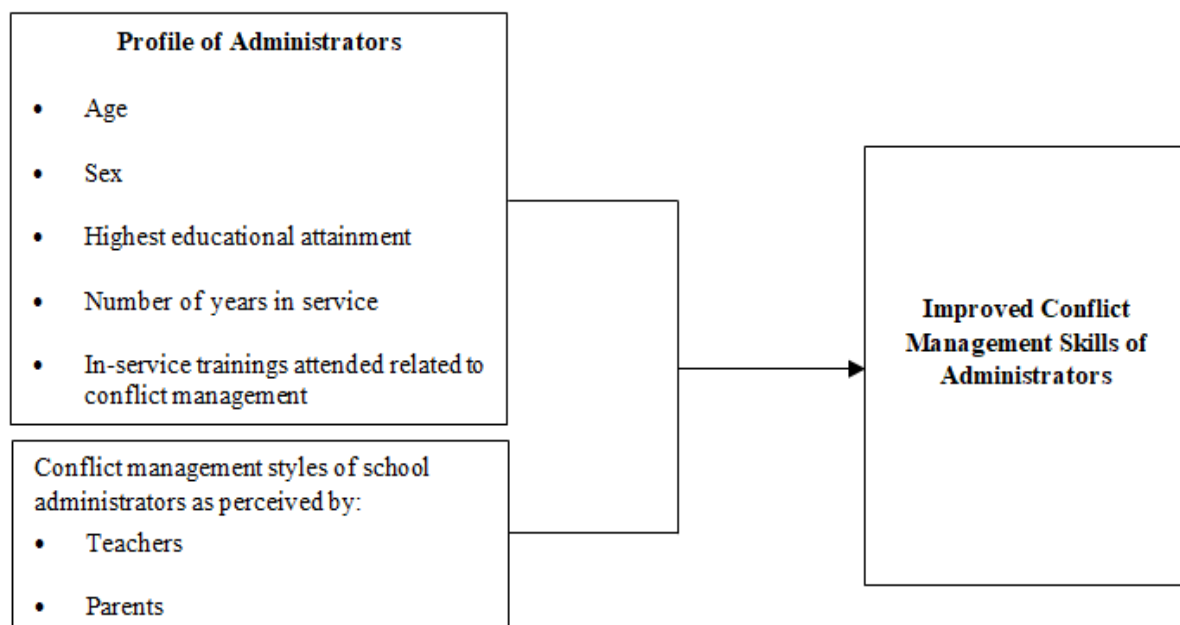 Profile of Administrators
• Age
• Sex
• Highest educational attainment
• Number of years in service
• In-service trainings attended related to
conflict management
Conflict management styles of school
administrators as perceived by:
• Teachers
• Parents
Improved Conflict
Management Skills of
Administrators